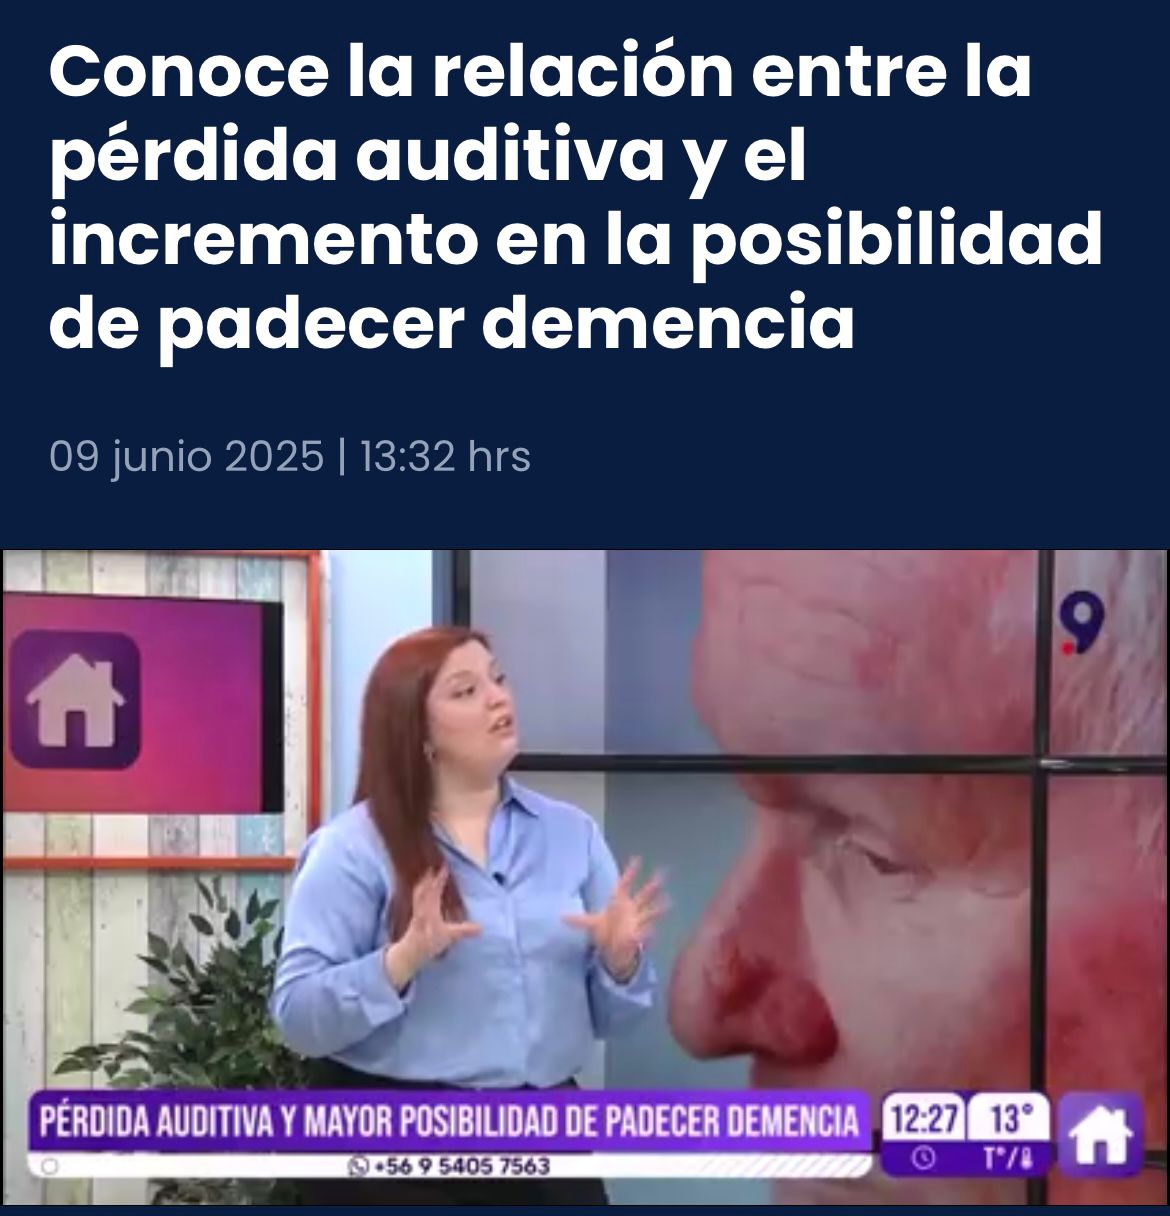 Conoce la relación entre la
pérdida auditiva y el
incremento en la posibilidad
de padecer demencia
09 junio 2025 | 13:32 hrs
9
PÉRDIDA AUDITIVA Y MAYOR POSIBILIDAD DE PADECER DEMENCIA
12:27 13°
+56 9 5405 7563
T°/